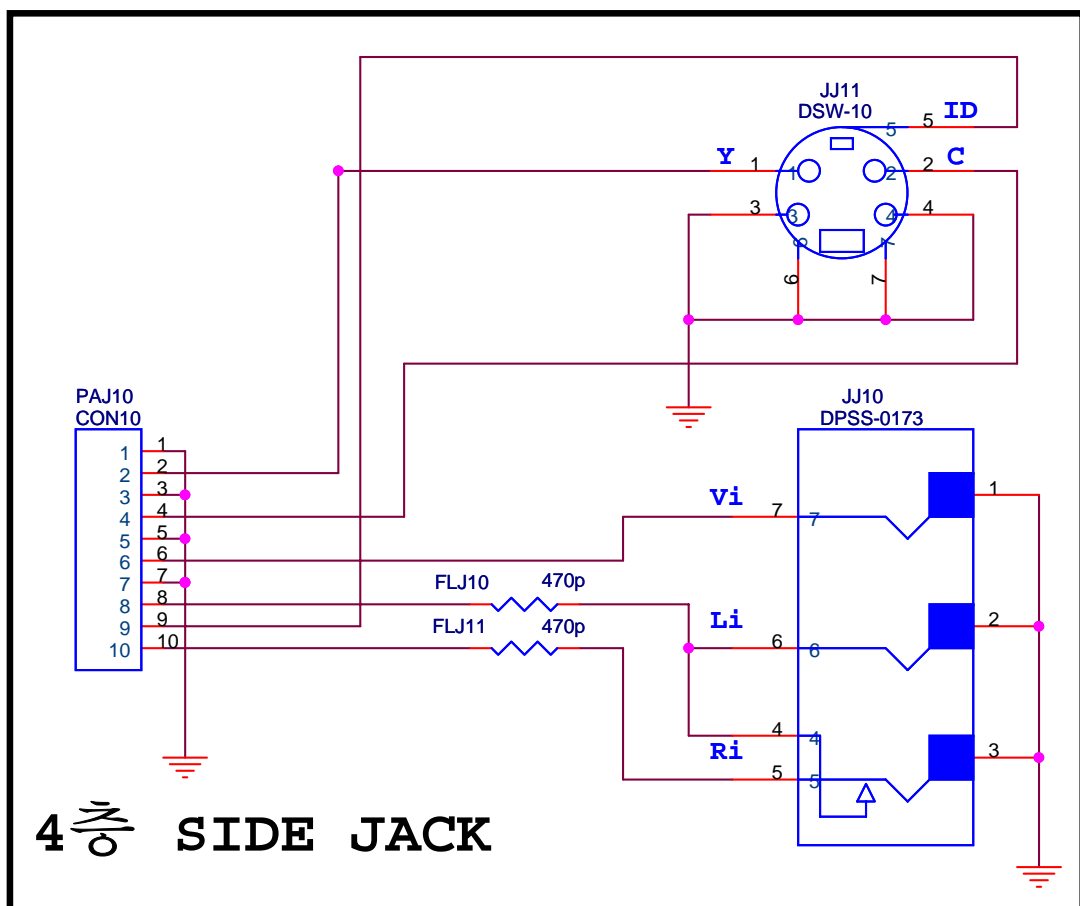 JJ11
DSW-10
5 5 ID
Y 1 1 2 2 C
3 3 4 4
6 7
6 7
PAJ10
CON10
JJ10
DPSS-0173
1 1
2 2
3 3
4 4
5 5
6 6
7 7
8 8
9 9
10 10
Vi 7 7 1
FLJ10 470p
FLJ11 470p
Li 6 6 2
4 4
Ri 5 5 3
4층 SIDE JACK